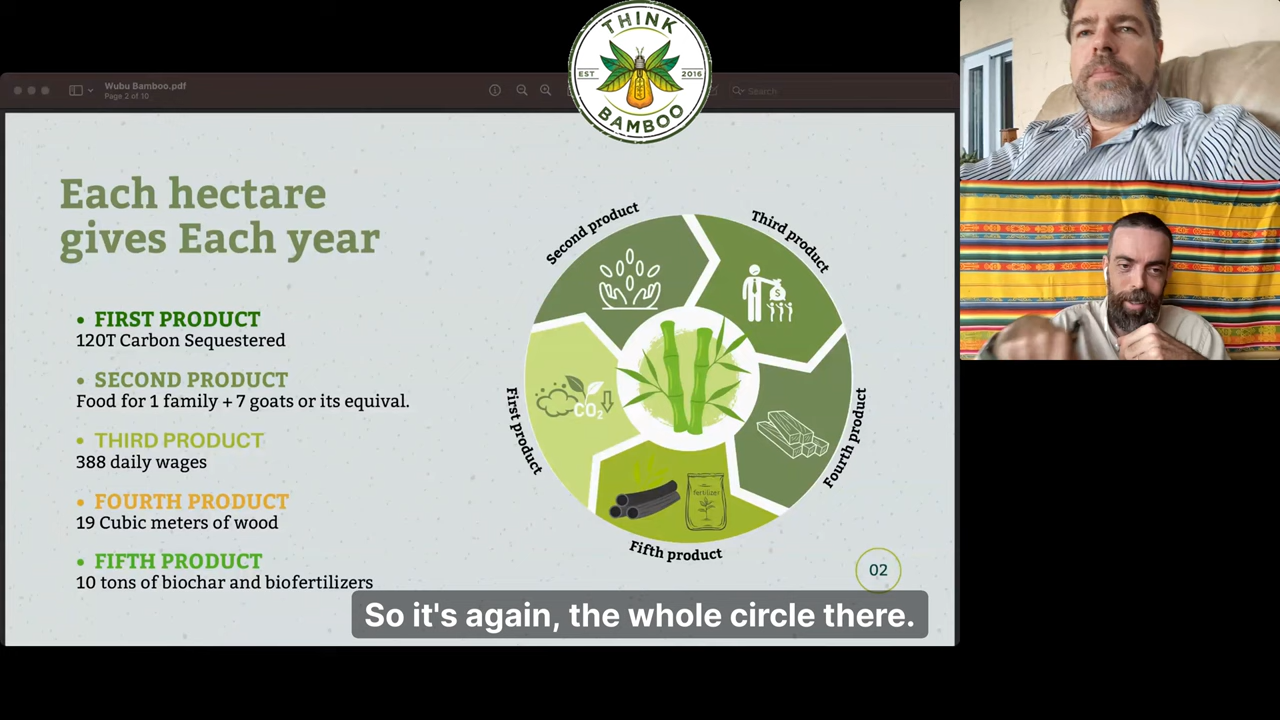 THINK
EST 2016
BAMBOO
Wubu Bamboo.pdf
Page 2 of 10
Search
Each hectare
gives Each year
• FIRST PRODUCT
120T Carbon Sequestered
• SECOND PRODUCT
Food for 1 family + 7 goats or its equival.
• THIRD PRODUCT
388 daily wages
• FOURTH PRODUCT
19 Cubic meters of wood
• FIFTH PRODUCT
10 tons of biochar and biofertilizers
Second product
Third product
$
First product
CO2
Fourth product
fertilizer
Fifth product
02
So it's again, the whole circle there.